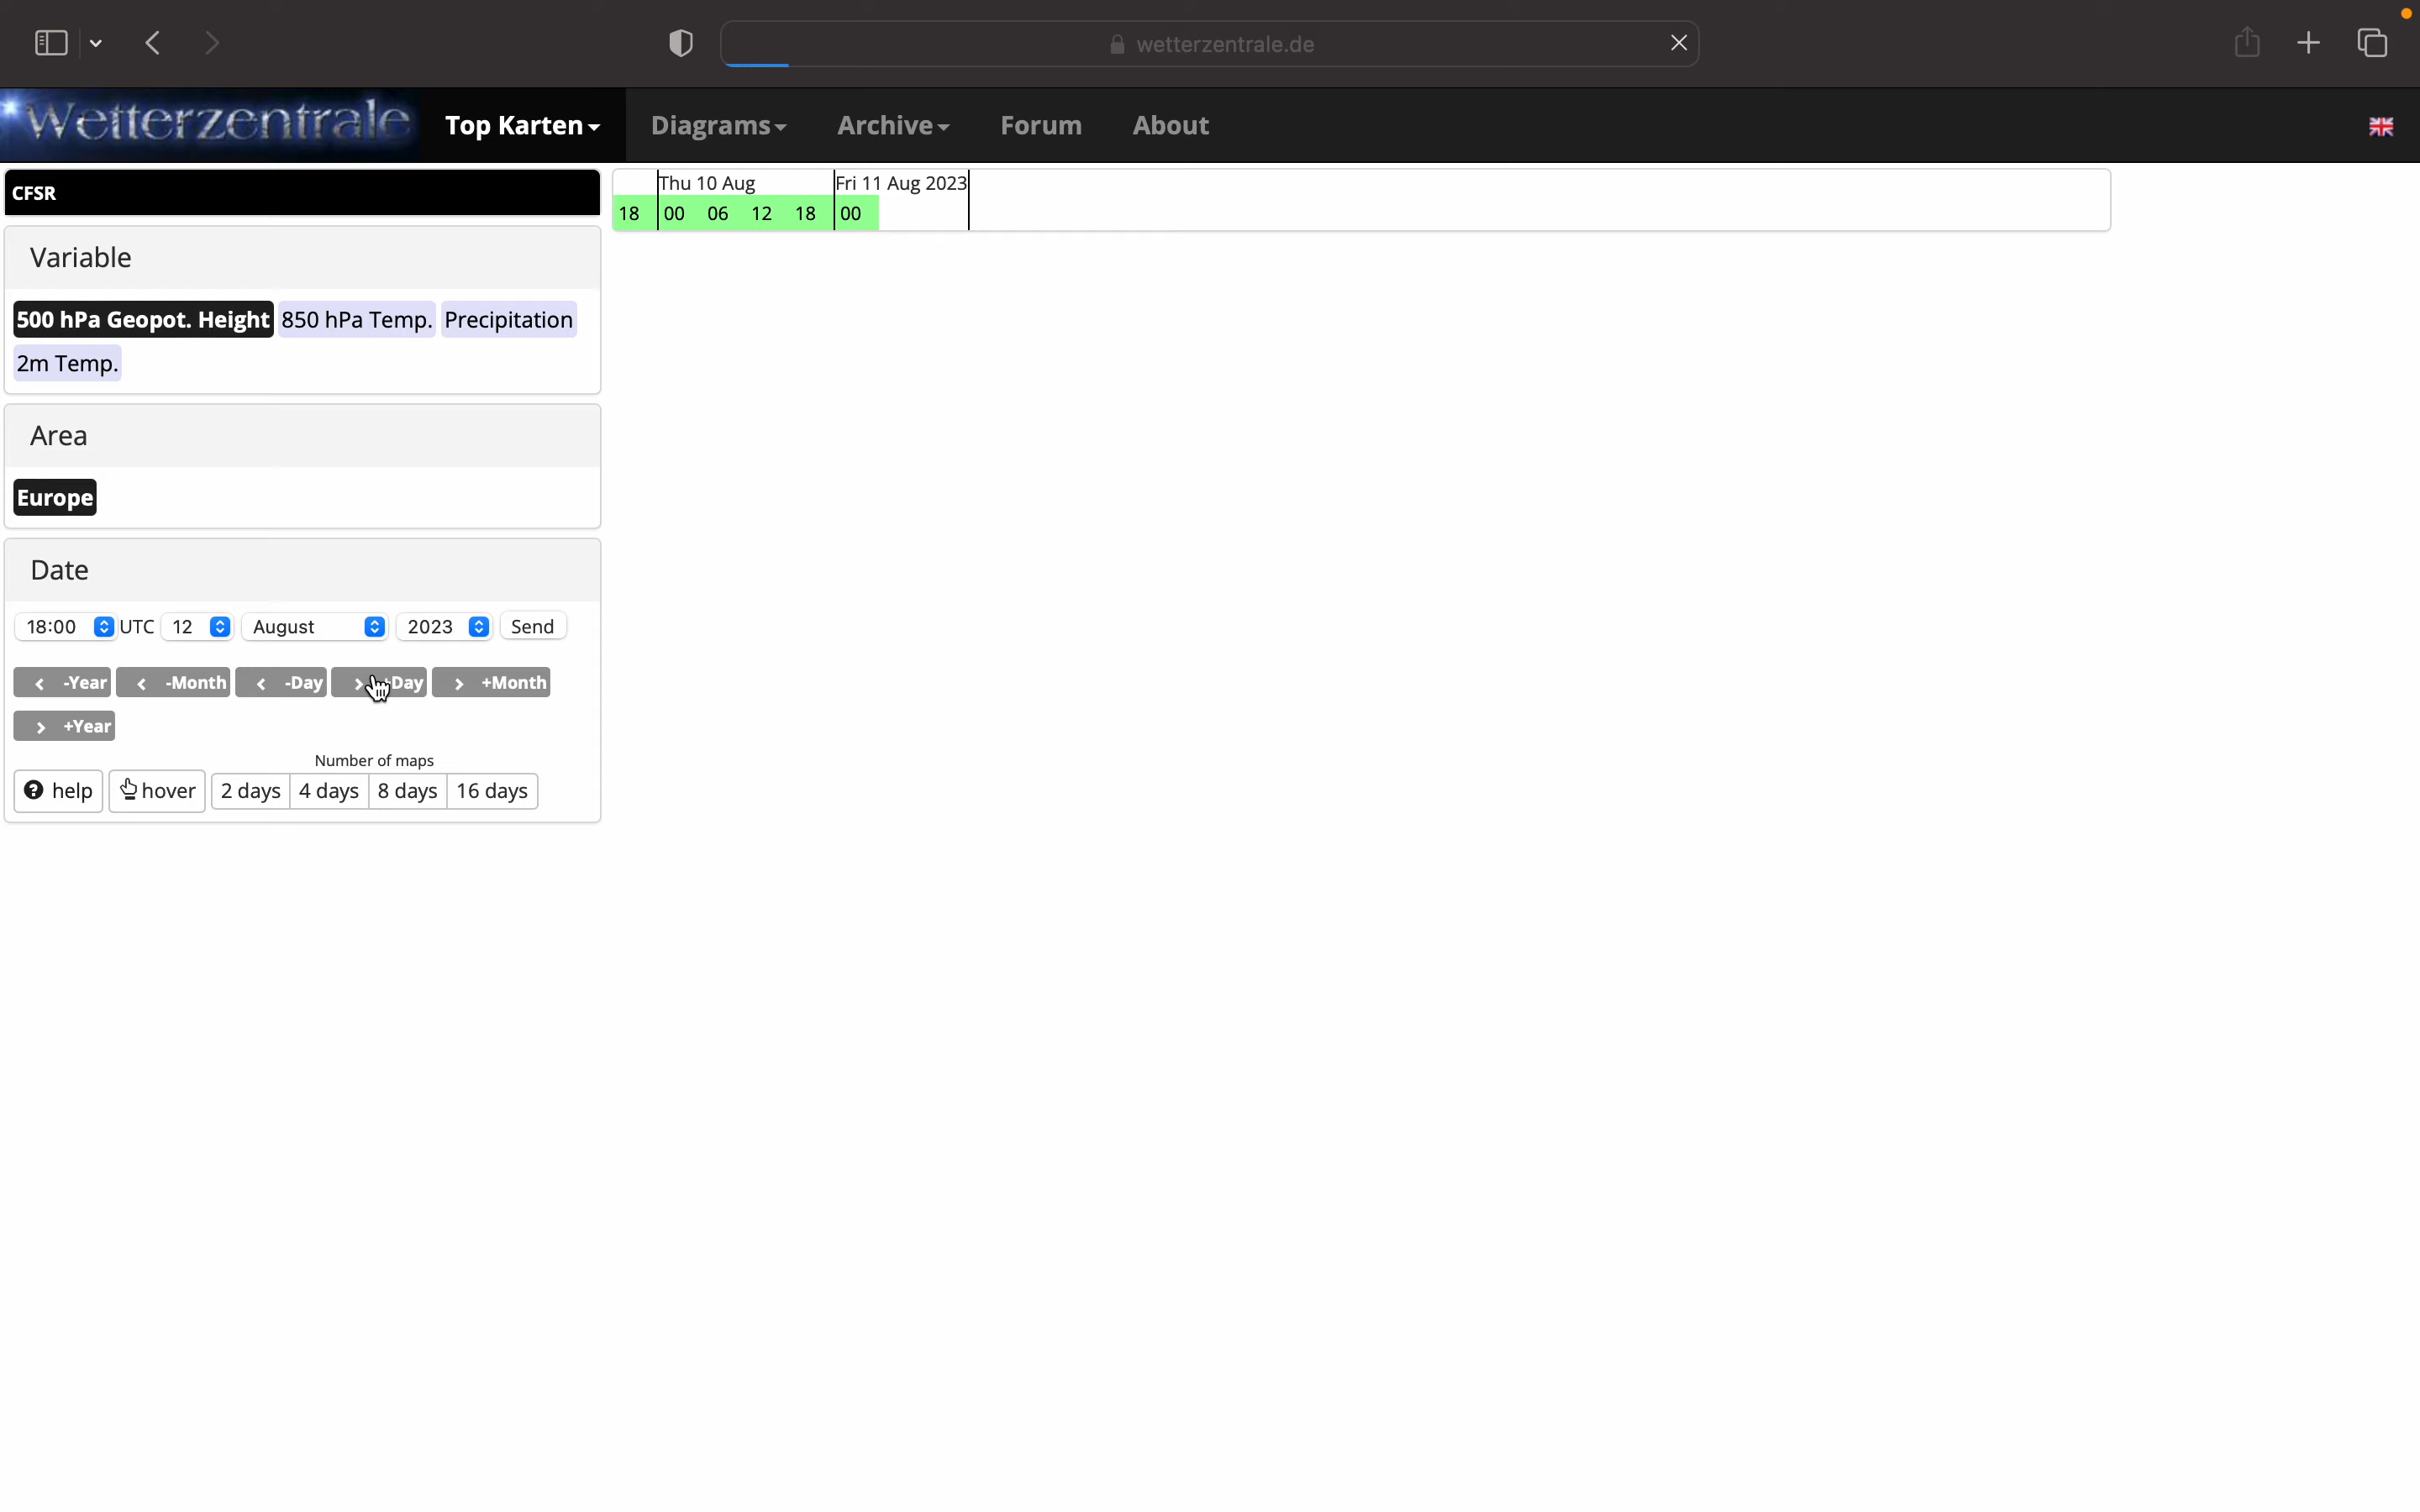 wetterzentrale.de
Wetterzentrale Top Karten Diagrams Archive Forum About
CFSR
Thu 10 Aug Fri 11 Aug 2023
18 00 06 12 18 00
Variable
500 hPa Geopot. Height 850 hPa Temp. Precipitation
2m Temp.
Area
Europe
Date
18:00 UTC 12 August 2023 Send
-Year -Month -Day +Day +Month
+Year
Number of maps
help hover 2 days 4 days 8 days 16 days